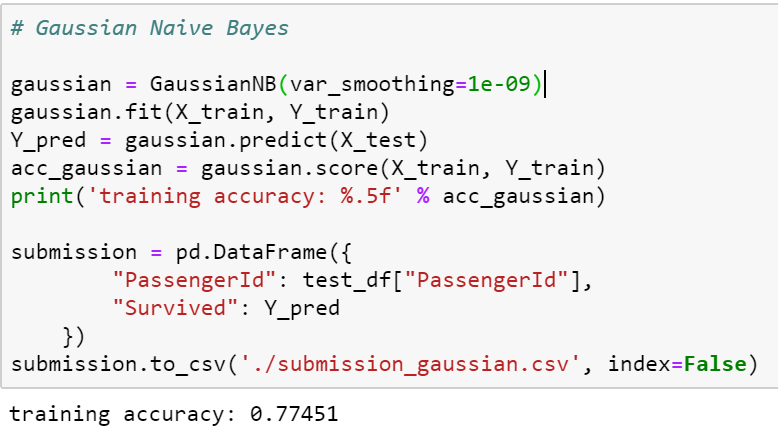 # Gaussian Naive Bayes
gaussian = GaussianNB(var_smoothing=1e-09)
gaussian.fit(X_train, Y_train)
Y_pred = gaussian.predict(X_test)
acc_gaussian = gaussian.score(X_train, Y_train)
print('training accuracy: %.5f' % acc_gaussian)
submission = pd.DataFrame({
        "PassengerId": test_df["PassengerId"],
        "Survived": Y_pred
    })
submission.to_csv('./submission_gaussian.csv', index=False)
training accuracy: 0.77451